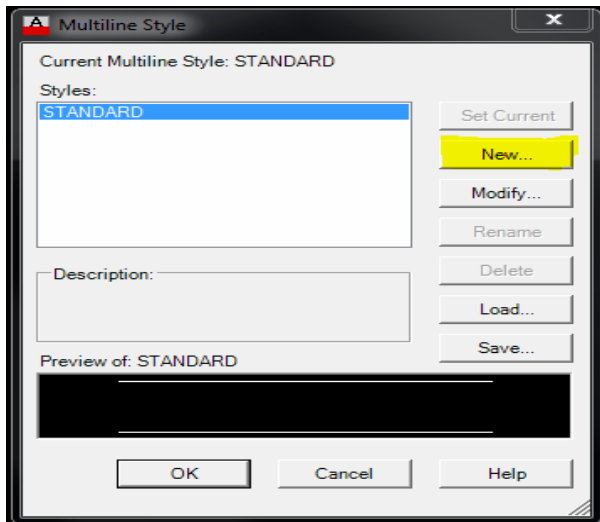 A Multiline Style x
Current Multiline Style: STANDARD
Styles:
STANDARD
Set Current
New...
Modify...
Rename
Delete
Load...
Save...
Description:
Preview of: STANDARD
OK Cancel Help